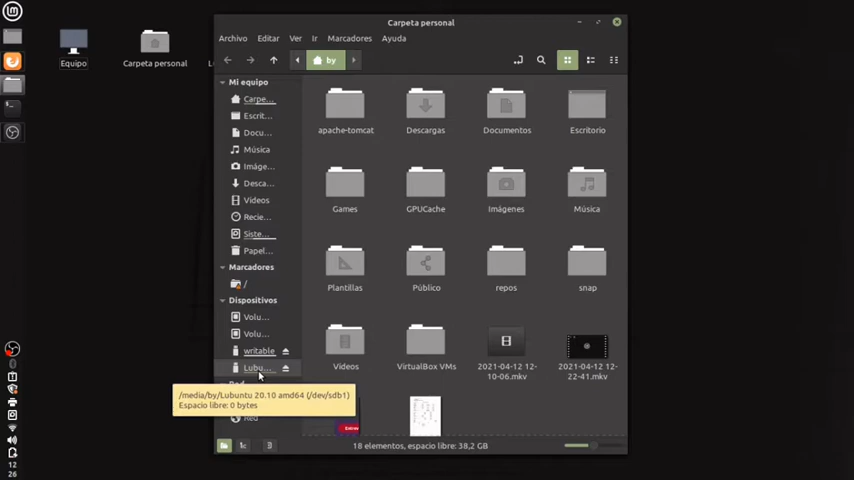 Carpeta personal
Archivo Editar Ver Ir Marcadores Ayuda
by
Equipo
Carpeta personal
Mi equipo
Carpe...
Escrit...
Docu...
Música
Imáge...
Desca...
Vídeos
Recie...
Siste...
Papel...
Marcadores
/
Dispositivos
Volu...
Volu...
writable
Lubu...
Red
apache-tomcat
Descargas
Documentos
Escritorio
Games
GPUCache
Imágenes
Música
Plantillas
Público
repos
snap
Vídeos
VirtualBox VMs
2021-04-12 12-10-06.mkv
2021-04-12 12-22-41.mkv
/media/by/Lubuntu 20.10 amd64 (/dev/sdb1)
Espacio libre: 0 bytes
18 elementos, espacio libre: 38,2 GB
12
26